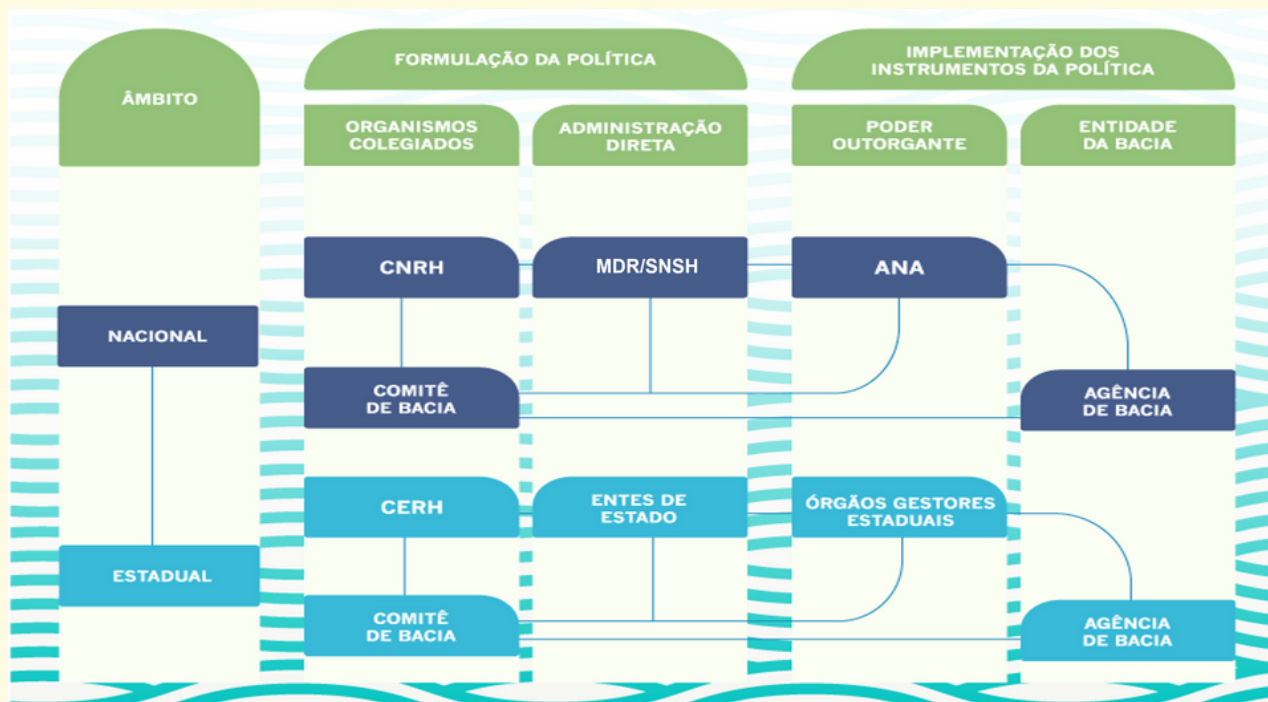 ÂMBITO
FORMULAÇÃO DA POLÍTICA
IMPLEMENTAÇÃO DOS
INSTRUMENTOS DA POLÍTICA
ORGANISMOS
COLEGIADOS
ADMINISTRAÇÃO
DIRETA
PODER
OUTORGANTE
ENTIDADE
DA BACIA
NACIONAL
CNRH
MDR/SNSH
ANA
COMITÊ
DE BACIA
AGÊNCIA
DE BACIA
ESTADUAL
CERH
ENTES DE
ESTADO
ÓRGÃOS GESTORES
ESTADUAIS
COMITÊ
DE BACIA
AGÊNCIA
DE BACIA